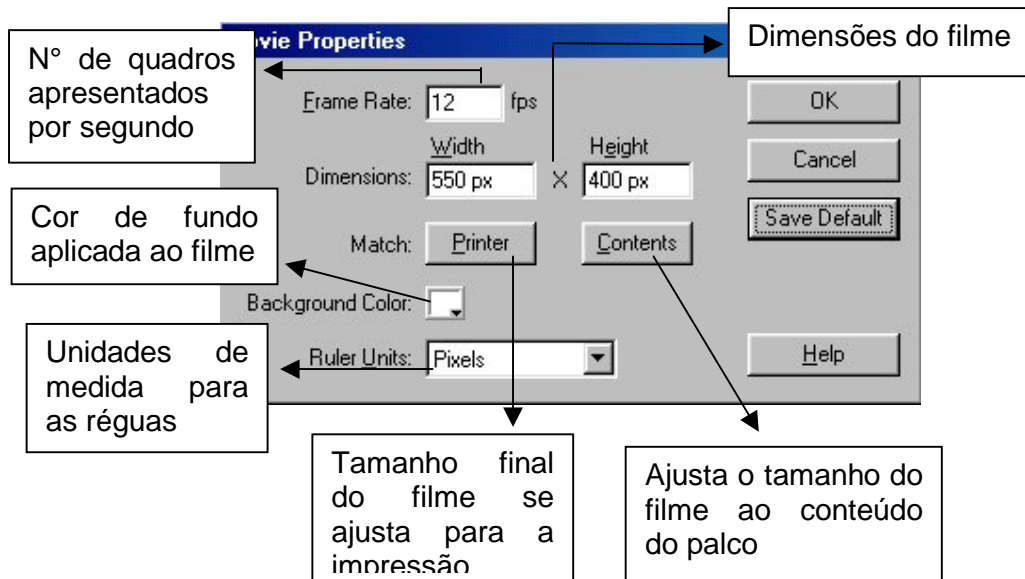 N° de quadros
apresentados
por segundo
ovie Properties
Dimensões do filme
Frame Rate: 12 fps
OK
Width Height
Dimensions: 550 px X 400 px
Cancel
Cor de fundo
aplicada ao filme
Match: Printer Contents
Save Default
Background Color:
Unidades de
medida para
as réguas
Ruler Units: Pixels
Help
Tamanho final
do filme se
ajusta para a
impressão
Ajusta o tamanho do
filme ao conteúdo
do palco